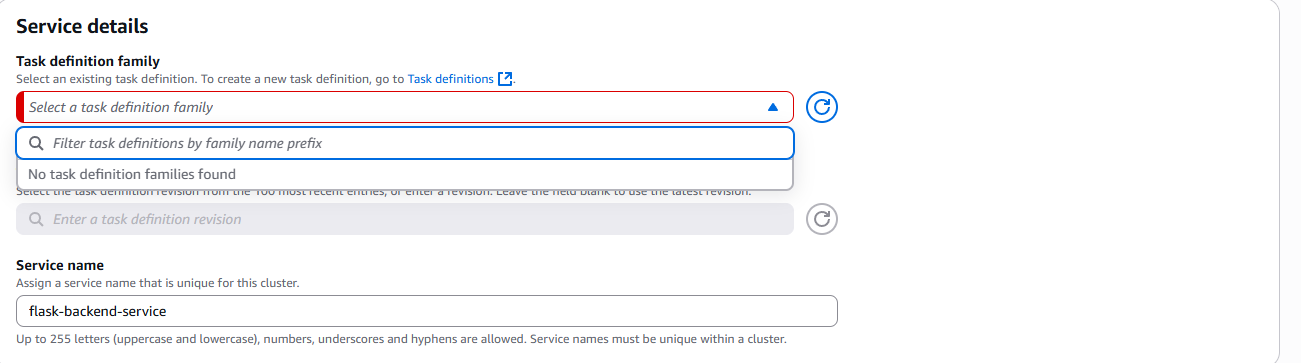 Service details
Task definition family
Select an existing task definition. To create a new task definition, go to Task definitions.
Select a task definition family
Filter task definitions by family name prefix
No task definition families found
Select the task definition revision from the 100 most recent entries, or enter a revision. Leave the field blank to use the latest revision.
Enter a task definition revision
Service name
Assign a service name that is unique for this cluster.
flask-backend-service
Up to 255 letters (uppercase and lowercase), numbers, underscores and hyphens are allowed. Service names must be unique within a cluster.